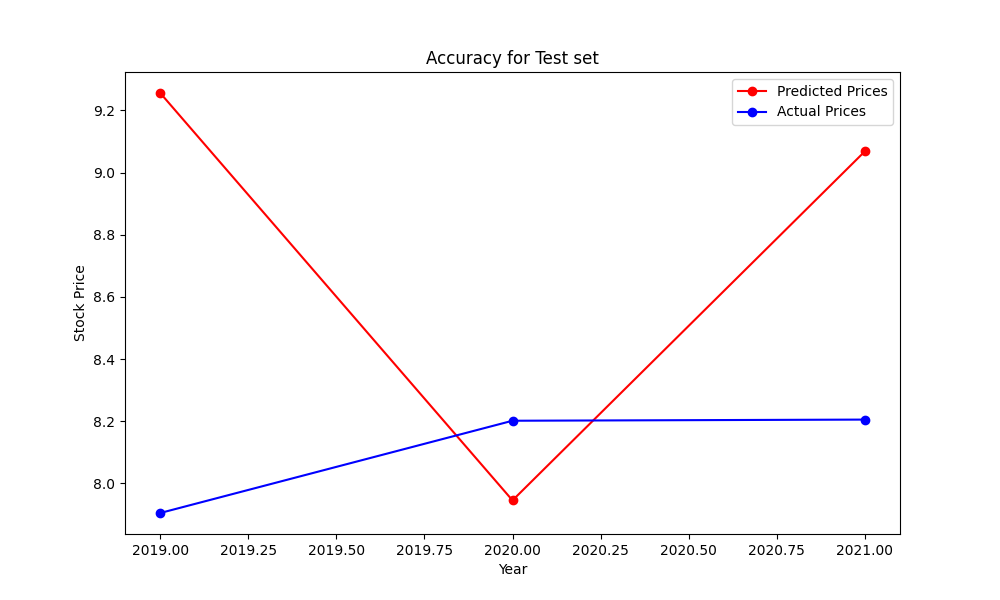 Accuracy for Test set
Predicted Prices
Actual Prices
9.2
9.0
8.8
8.6
8.4
8.2
8.0
Stock Price
2019.00 2019.25 2019.50 2019.75 2020.00 2020.25 2020.50 2020.75 2021.00
Year